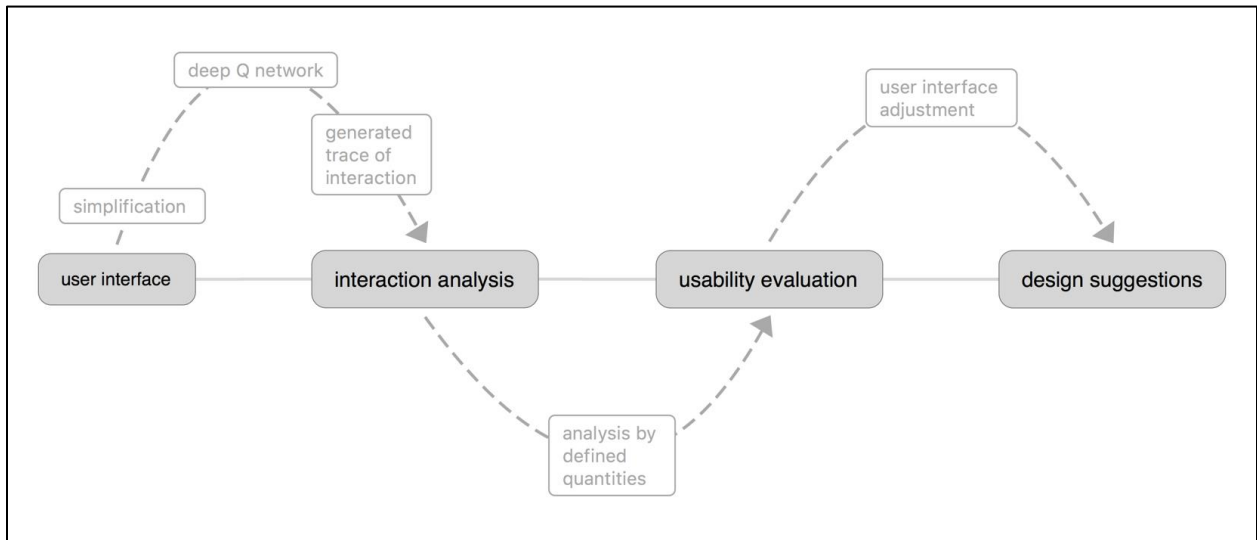 deep Q network
user interface
adjustment
generated
trace of
interaction
simplification
user interface
interaction analysis
usability evaluation
design suggestions
analysis by
defined
quantities